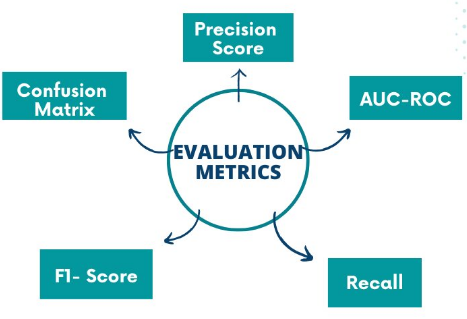 Precision
Score
Confusion
Matrix
AUC-ROC
EVALUATION
METRICS
F1- Score
Recall